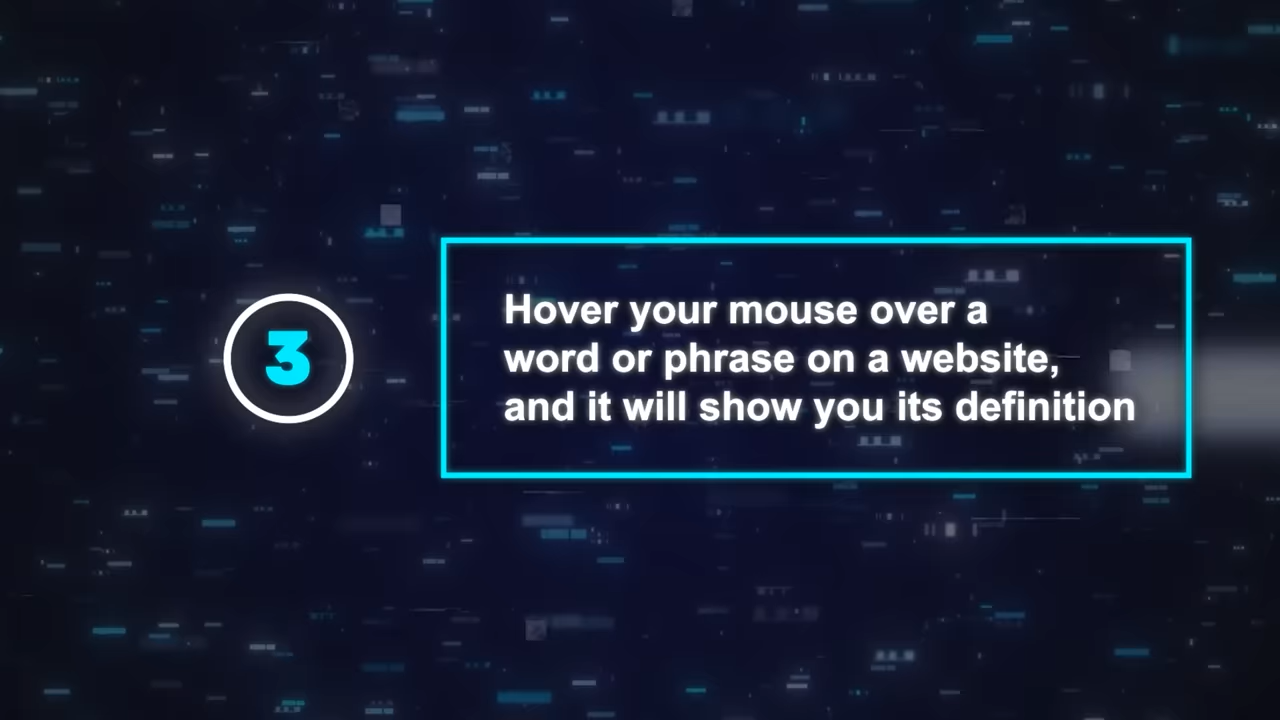 3
Hover your mouse over a
word or phrase on a website,
and it will show you its definition